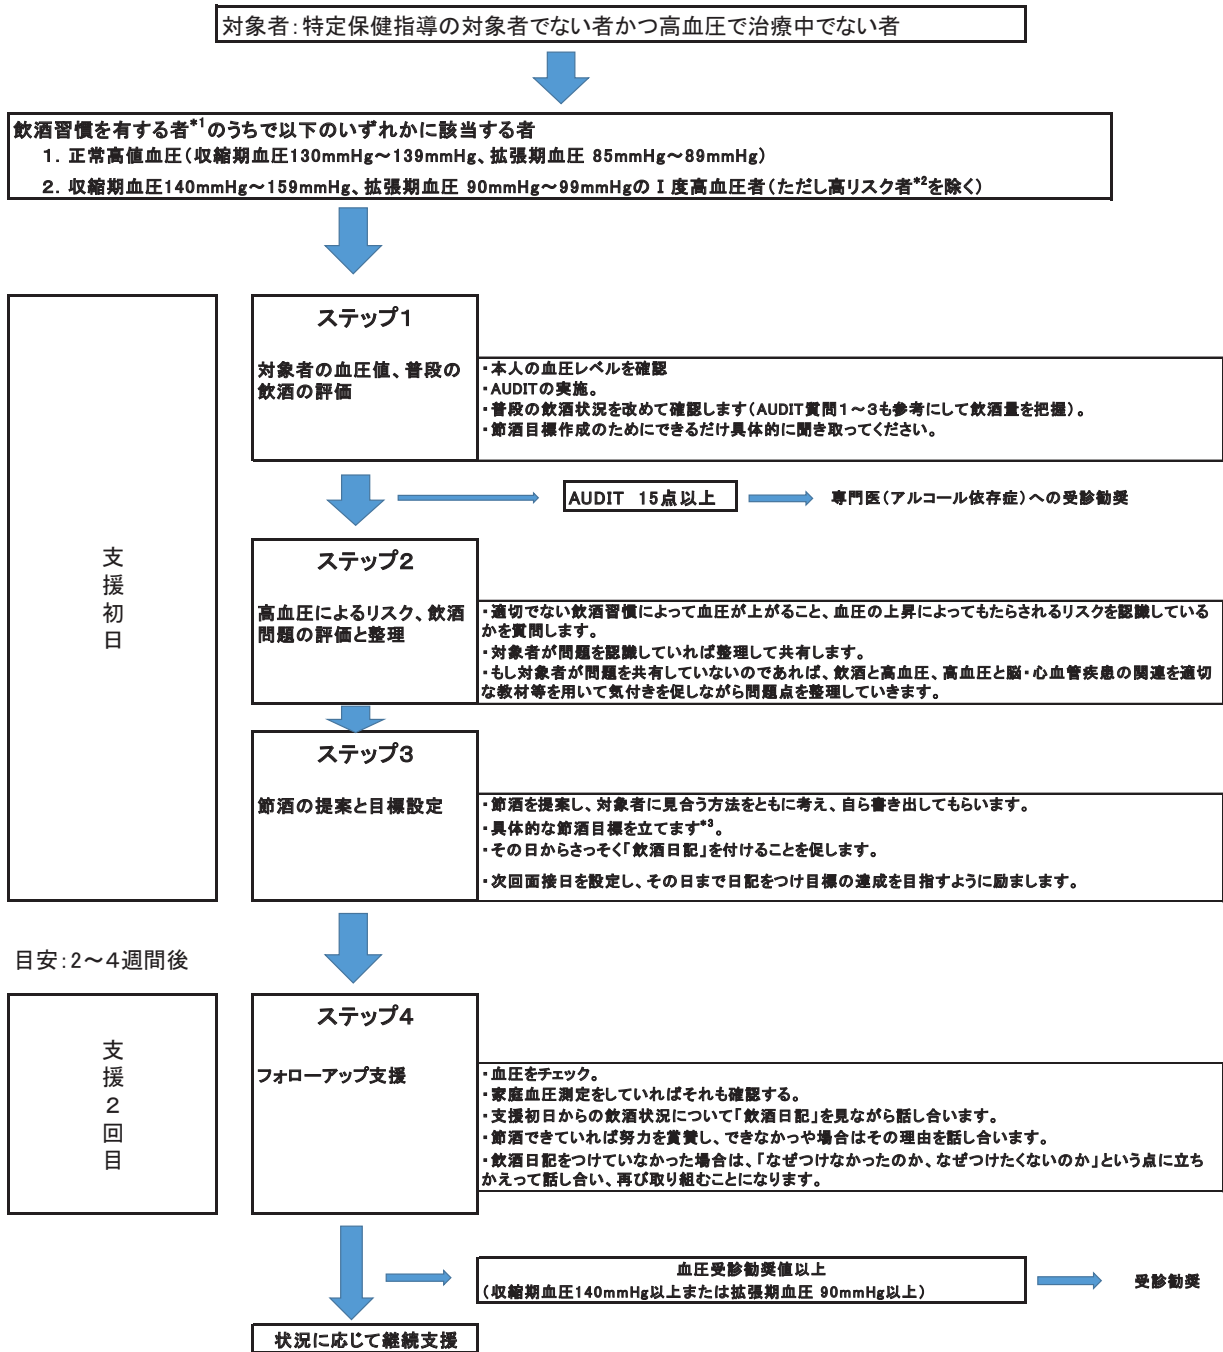 対象者：特定保健指導の対象者でない者かつ高血圧で治療中でない者
飲酒習慣を有する者*1のうちで以下のいずれかに該当する者
１．正常高値血圧（収縮期血圧130mmHg～139mmHg、拡張期血圧 85mmHg～89mmHg）
２．収縮期血圧140mmHg～159mmHg、拡張期血圧 90mmHg～99mmHgのⅠ度高血圧者（ただし高リスク者*2を除く）
支援初日
ステップ１
対象者の血圧値、普段の
飲酒の評価
・本人の血圧レベルを確認
・AUDITの実施。
・普段の飲酒状況を改めて確認します（AUDIT質問１～３も参考にして飲酒量を把握）。
・節酒目標作成のためにできるだけ具体的に聞き取ってください。
AUDIT 15点以上
専門医（アルコール依存症）への受診勧奨
ステップ２
高血圧によるリスク、飲酒
問題の評価と整理
・適切でない飲酒習慣によって血圧が上がること、血圧の上昇によってもたらされるリスクを認識している
かを質問します。
・対象者が問題を認識していれば整理して共有します。
・もし対象者が問題を共有していないのであれば、飲酒と高血圧、高血圧と脳・心血管疾患の関連を適切
な教材等を用いて気付きを促しながら問題点を整理していきます。
ステップ３
節酒の提案と目標設定
・節酒を提案し、対象者に見合う方法をともに考え、自ら書き出してもらいます。
・具体的な節酒目標を立てます*3。
・その日からさっそく「飲酒日記」を付けることを促します。
・次回面接日を設定し、その日まで日記をつけ目標の達成を目指すように励まします。
目安：２～４週間後
支援２回目
ステップ４
フォローアップ支援
・血圧をチェック。
・家庭血圧測定をしていればそれも確認する。
・支援初日からの飲酒状況について「飲酒日記」を見ながら話し合います。
・節酒できていれば努力を賞賛し、できなかっや場合はその理由を話し合います。
・飲酒日記をつけていなかった場合は、「なぜつけなかったのか、なぜつけたくないのか」という点に立ち
かえって話し合い、再び取り組むことになります。
血圧受診勧奨値以上
（収縮期血圧140mmHg以上または拡張期血圧 90mmHg以上）
受診勧奨
状況に応じて継続支援